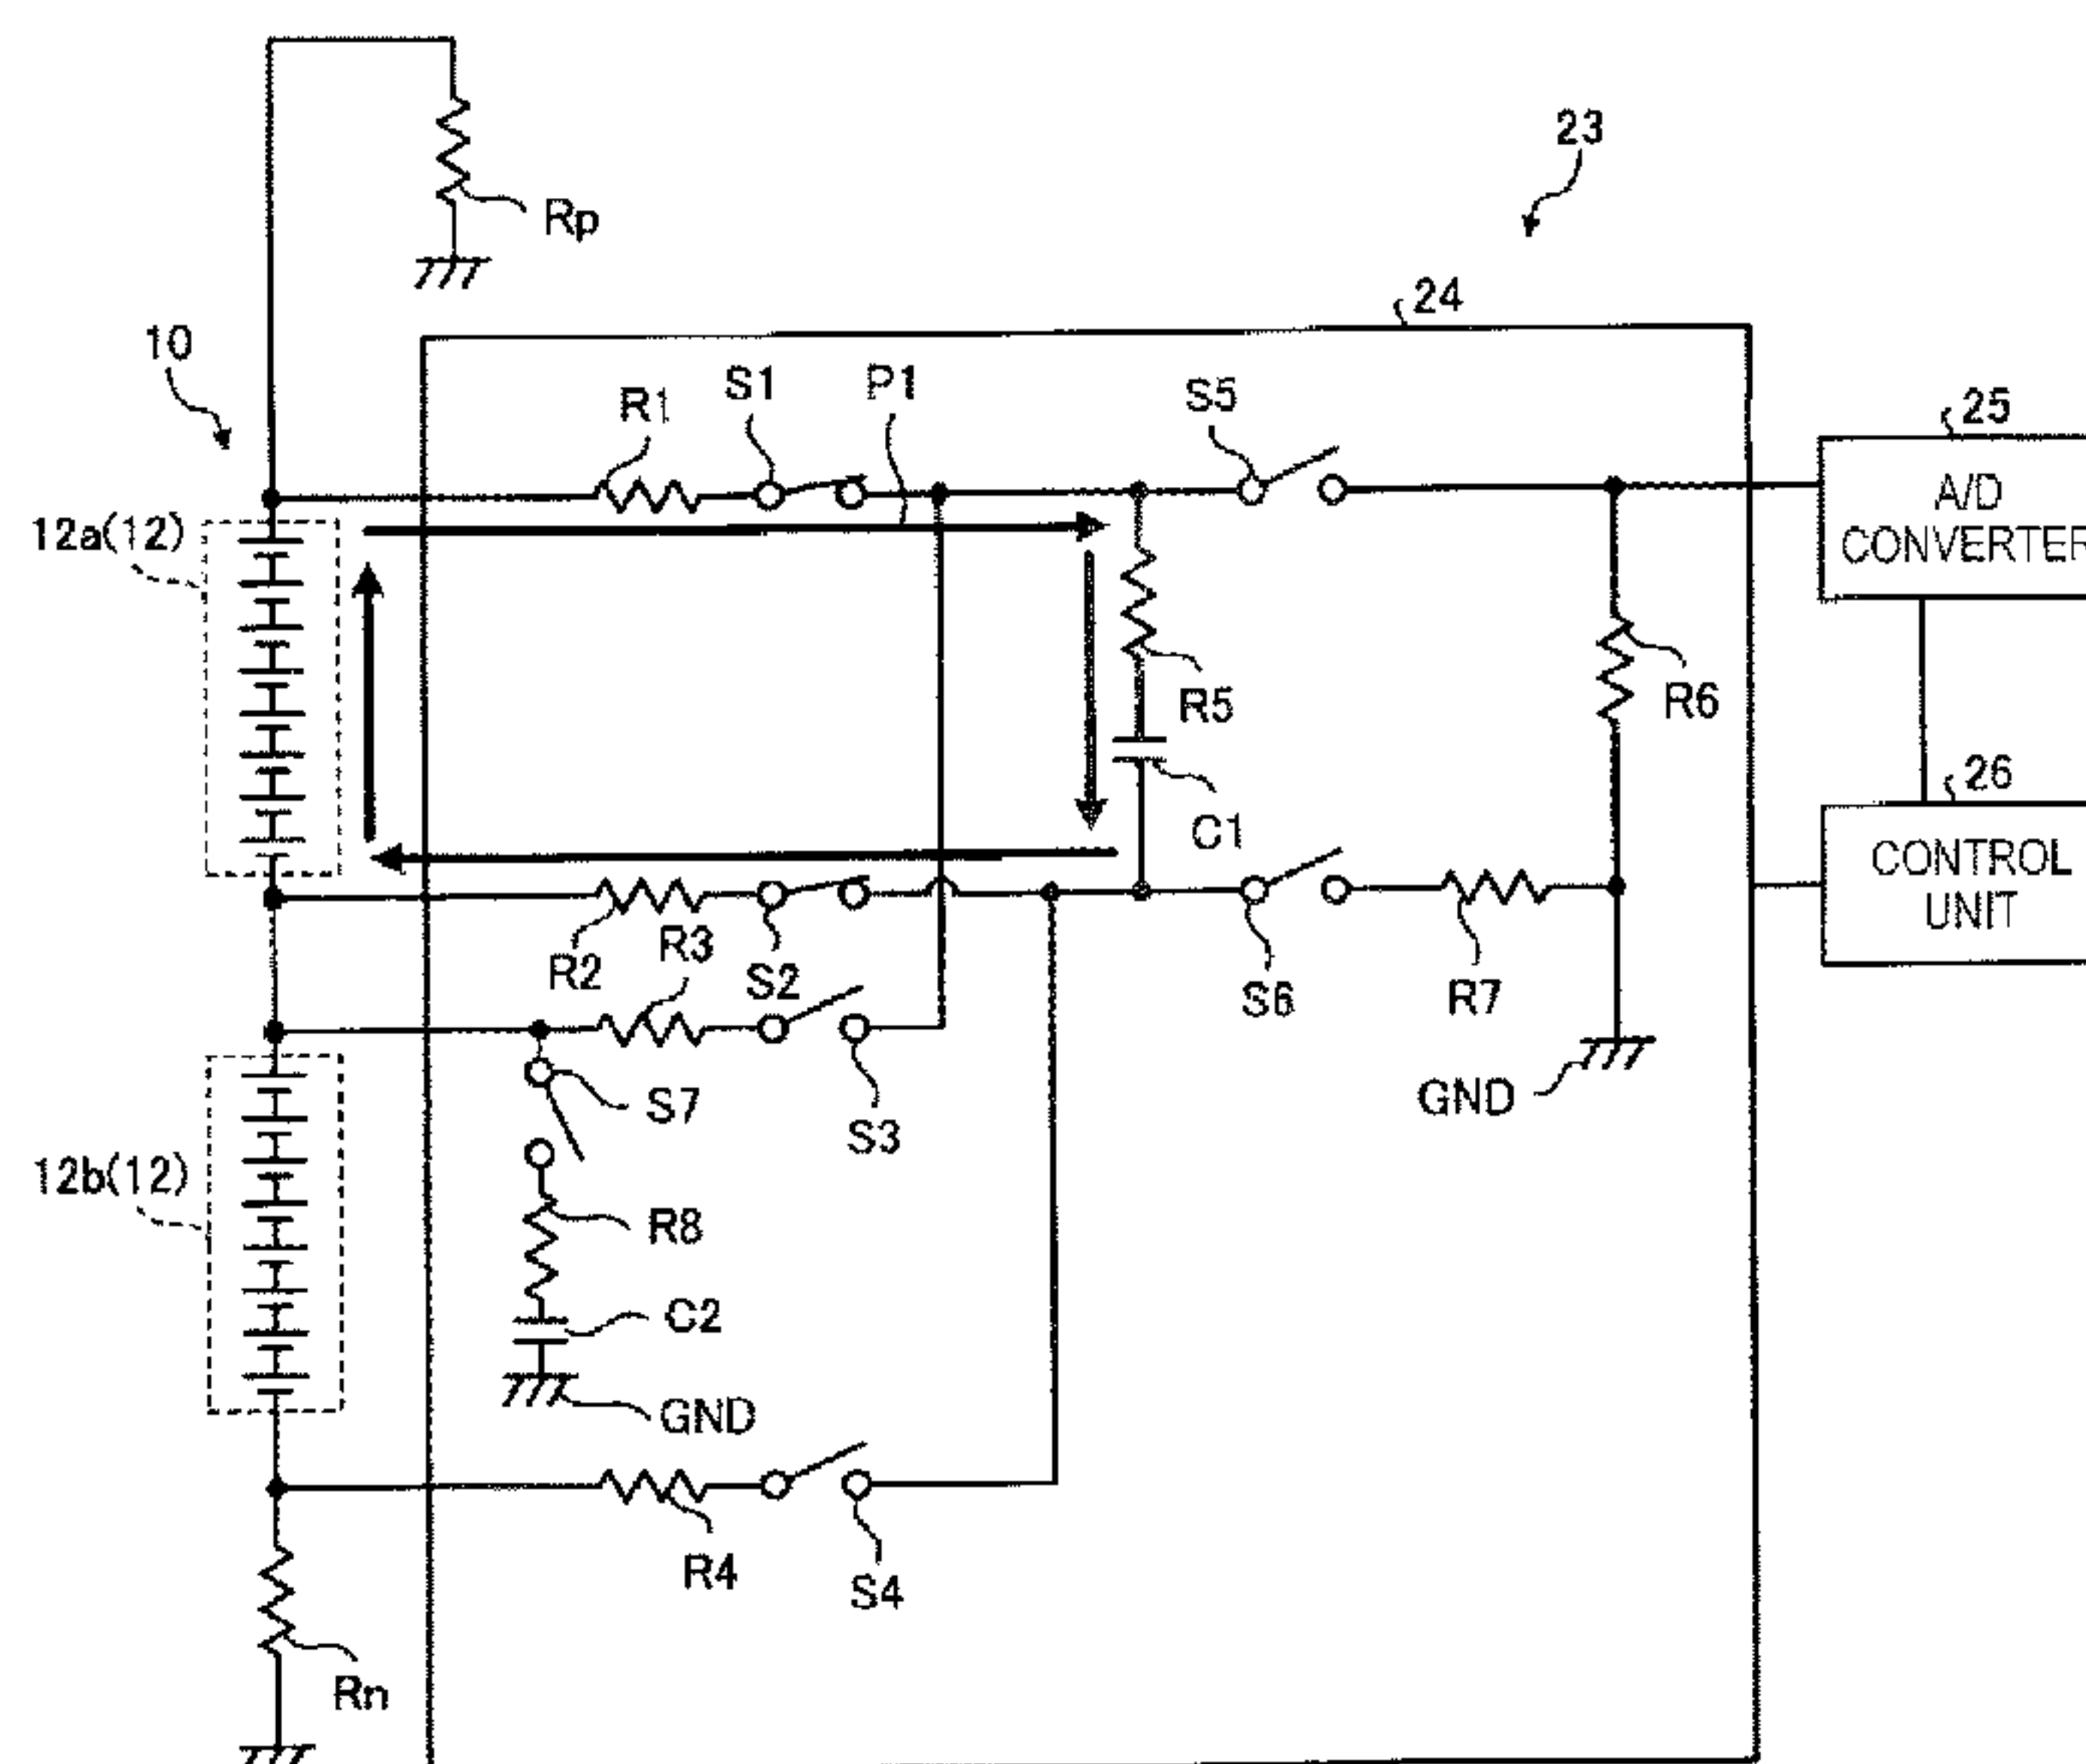 23
Rp
24
10
R1
S1
P1
S5
25
A/D
CONVERTER
12a(12)
R5
R6
C1
26
CONTROL
UNIT
R2
R3
S2
S6
R7
GND
S7
S3
12b(12)
R8
C2
GND
R4
S4
Rn